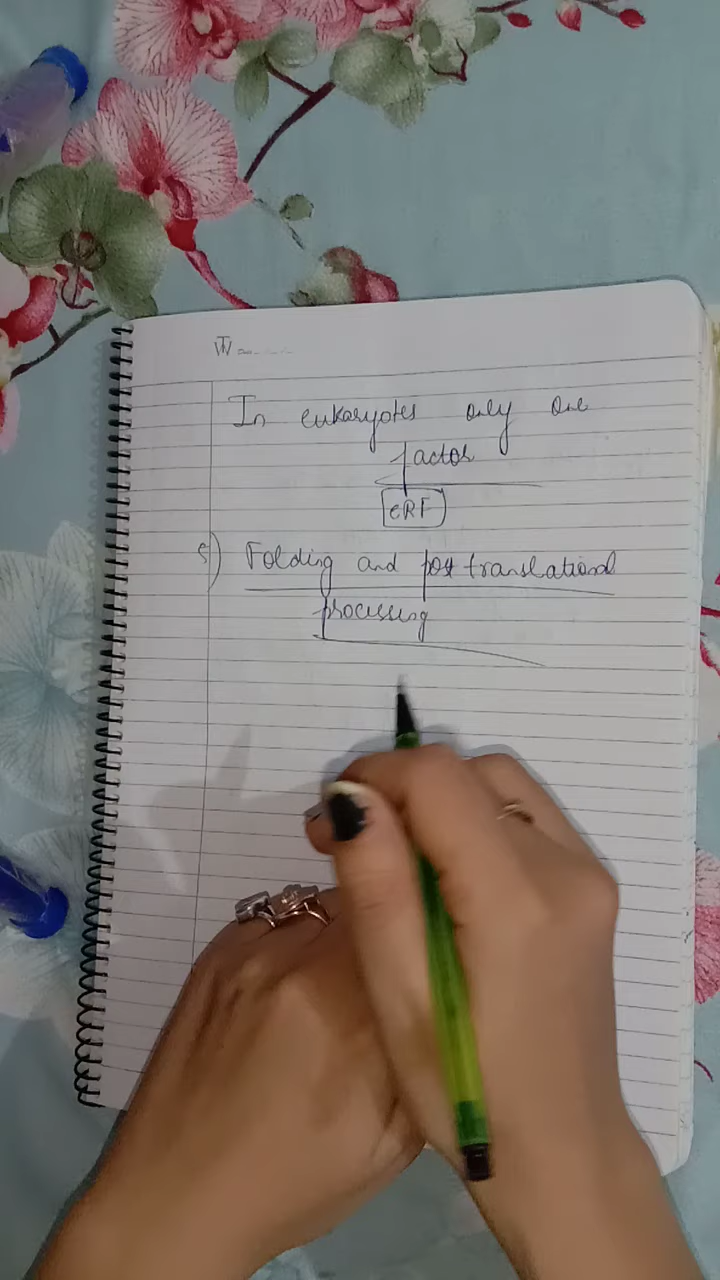 In eukaryotes only one
factor
eRF
5) Folding and post translational
processing